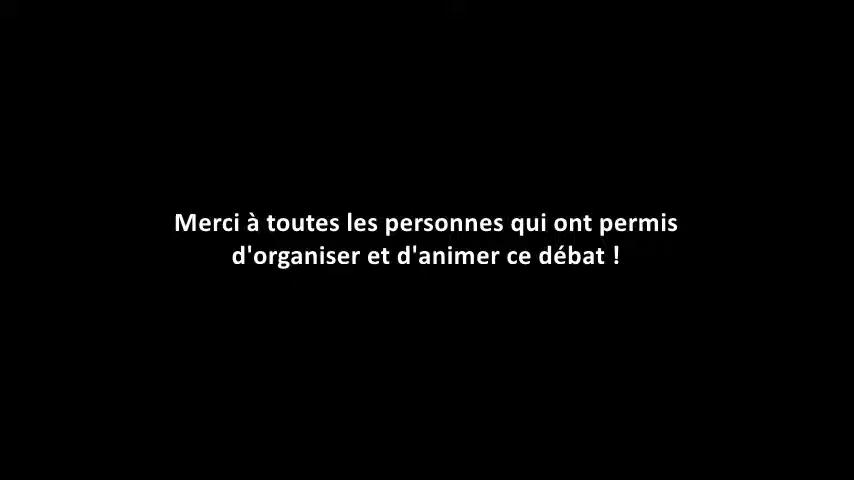 Merci à toutes les personnes qui ont permis
d'organiser et d'animer ce débat !